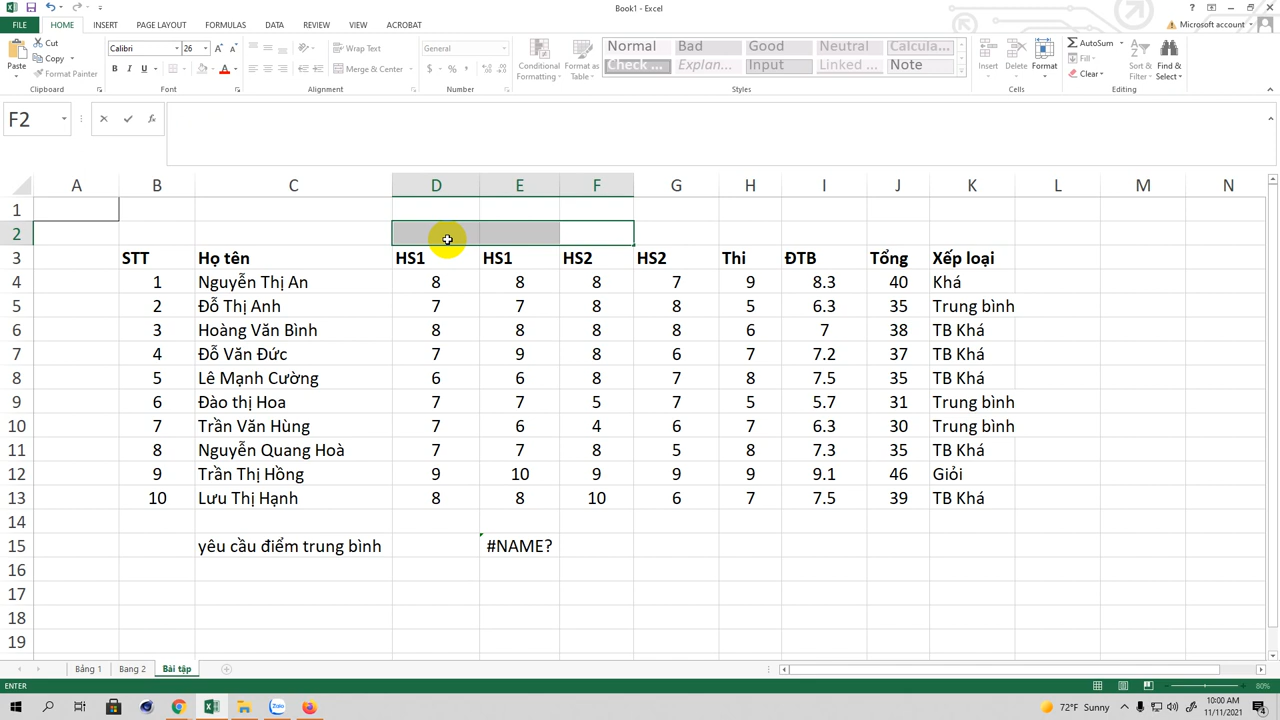 Book1 - Excel
FILE HOME INSERT PAGE LAYOUT FORMULAS DATA REVIEW VIEW ACROBAT
Microsoft account
Paste
Cut
Copy
Format Painter
Clipboard
Calibri 26
B I U
Font
Wrap Text
Merge & Center
Alignment
General
$ % ,
Number
Conditional Formatting
Format as Table
Normal Bad Good Neutral Calcula...
Check ... Explan... Input Linked ... Note
Styles
Insert Delete Format
Cells
AutoSum
Fill
Clear
Sort & Filter
Find & Select
Editing
F2
fx
A B C D E F G H I J K L M N
1
2
3 STT Họ tên HS1 HS1 HS2 HS2 Thi ĐTB Tổng Xếp loại
4 1 Nguyễn Thị An 8 8 8 7 9 8.3 40 Khá
5 2 Đỗ Thị Anh 7 7 8 8 5 6.3 35 Trung bình
6 3 Hoàng Văn Bình 8 8 8 8 6 7 38 TB Khá
7 4 Đỗ Văn Đức 7 9 8 6 7 7.2 37 TB Khá
8 5 Lê Mạnh Cường 6 6 8 7 8 7.5 35 TB Khá
9 6 Đào thị Hoa 7 7 5 7 5 5.7 31 Trung bình
10 7 Trần Văn Hùng 7 6 4 6 7 6.3 30 Trung bình
11 8 Nguyễn Quang Hoà 7 7 8 5 8 7.3 35 TB Khá
12 9 Trần Thị Hồng 9 10 9 9 9 9.1 46 Giỏi
13 10 Lưu Thị Hạnh 8 8 10 6 7 7.5 39 TB Khá
14
15 yêu cầu điểm trung bình #NAME?
16
17
18
19
Bảng 1 Bang 2 Bài tập
ENTER
80%
Zalo
72°F Sunny
10:00 AM
11/11/2021